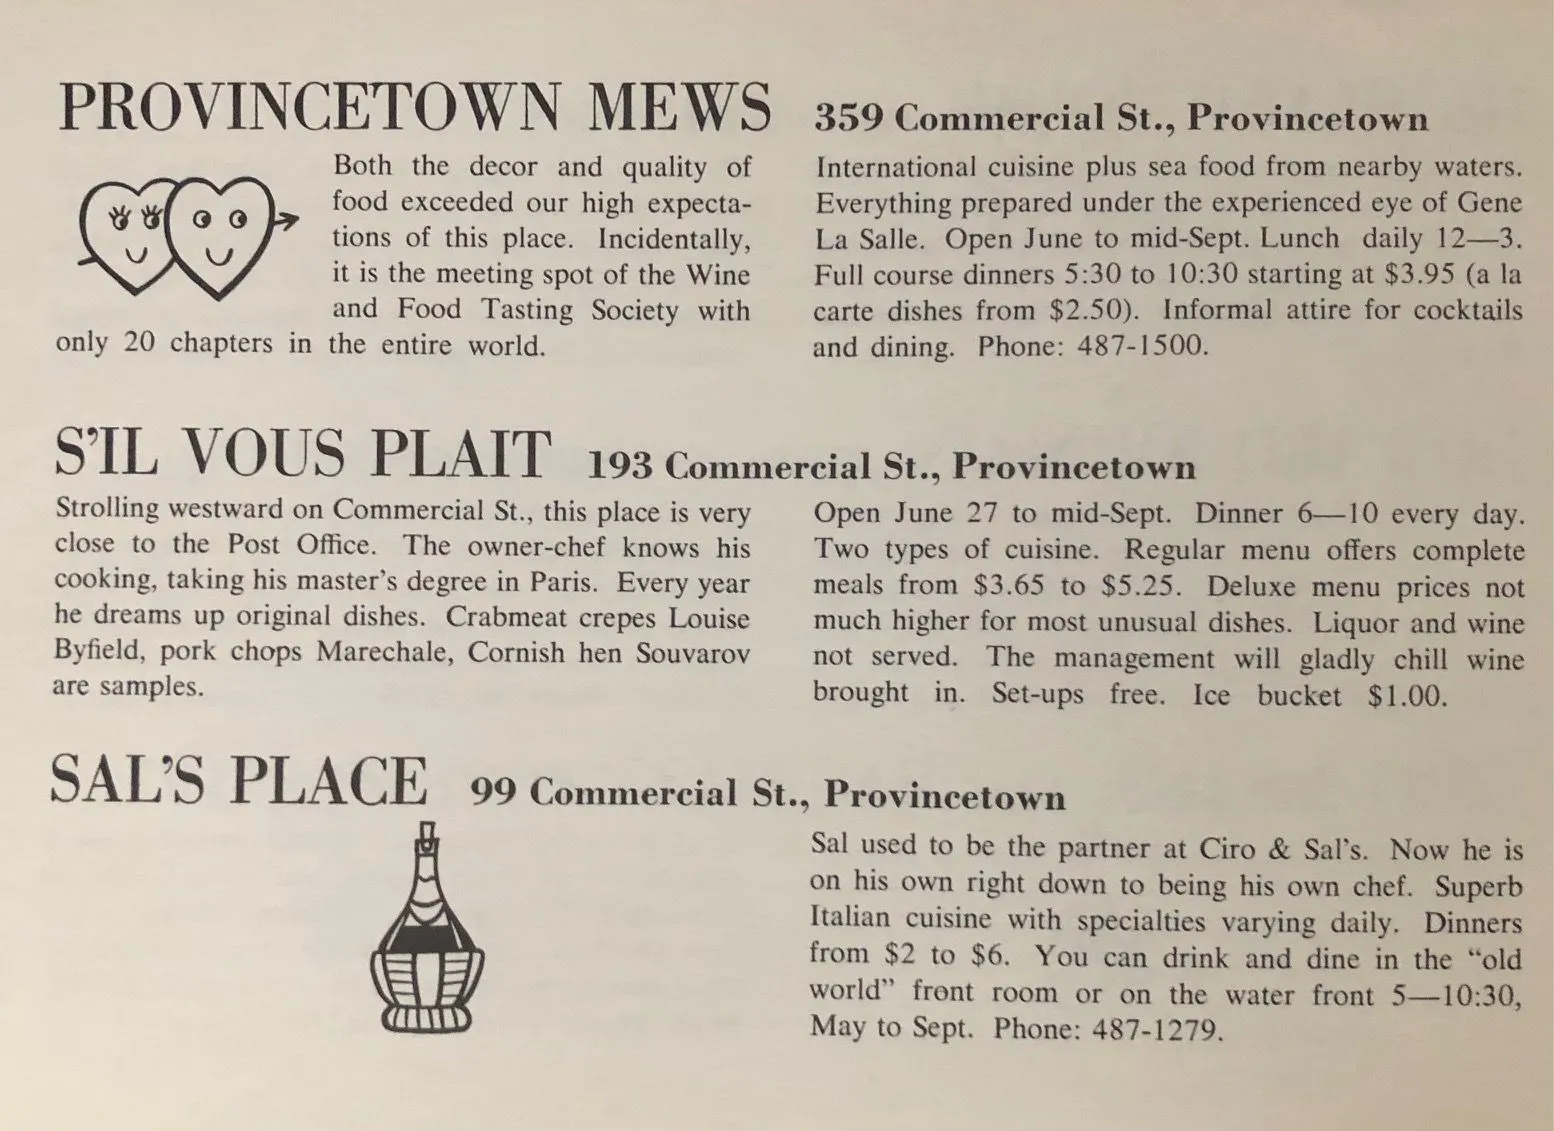 PROVINCETOWN MEWS 359 Commercial St., Provincetown
Both the decor and quality of
food exceeded our high expecta-
tions of this place. Incidentally,
it is the meeting spot of the Wine
and Food Tasting Society with
only 20 chapters in the entire world.
International cuisine plus sea food from nearby waters.
Everything prepared under the experienced eye of Gene
La Salle. Open June to mid-Sept. Lunch daily 12—3.
Full course dinners 5:30 to 10:30 starting at $3.95 (a la
carte dishes from $2.50). Informal attire for cocktails
and dining. Phone: 487-1500.
S'IL VOUS PLAIT 193 Commercial St., Provincetown
Strolling westward on Commercial St., this place is very
close to the Post Office. The owner-chef knows his
cooking, taking his master's degree in Paris. Every year
he dreams up original dishes. Crabmeat crepes Louise
Byfield, pork chops Marechale, Cornish hen Souvarov
are samples.
Open June 27 to mid-Sept. Dinner 6—10 every day.
Two types of cuisine. Regular menu offers complete
meals from $3.65 to $5.25. Deluxe menu prices not
much higher for most unusual dishes. Liquor and wine
not served. The management will gladly chill wine
brought in. Set-ups free. Ice bucket $1.00.
SAL'S PLACE 99 Commercial St., Provincetown
Sal used to be the partner at Ciro & Sal's. Now he is
on his own right down to being his own chef. Superb
Italian cuisine with specialties varying daily. Dinners
from $2 to $6. You can drink and dine in the "old
world" front room or on the water front 5—10:30,
May to Sept. Phone: 487-1279.